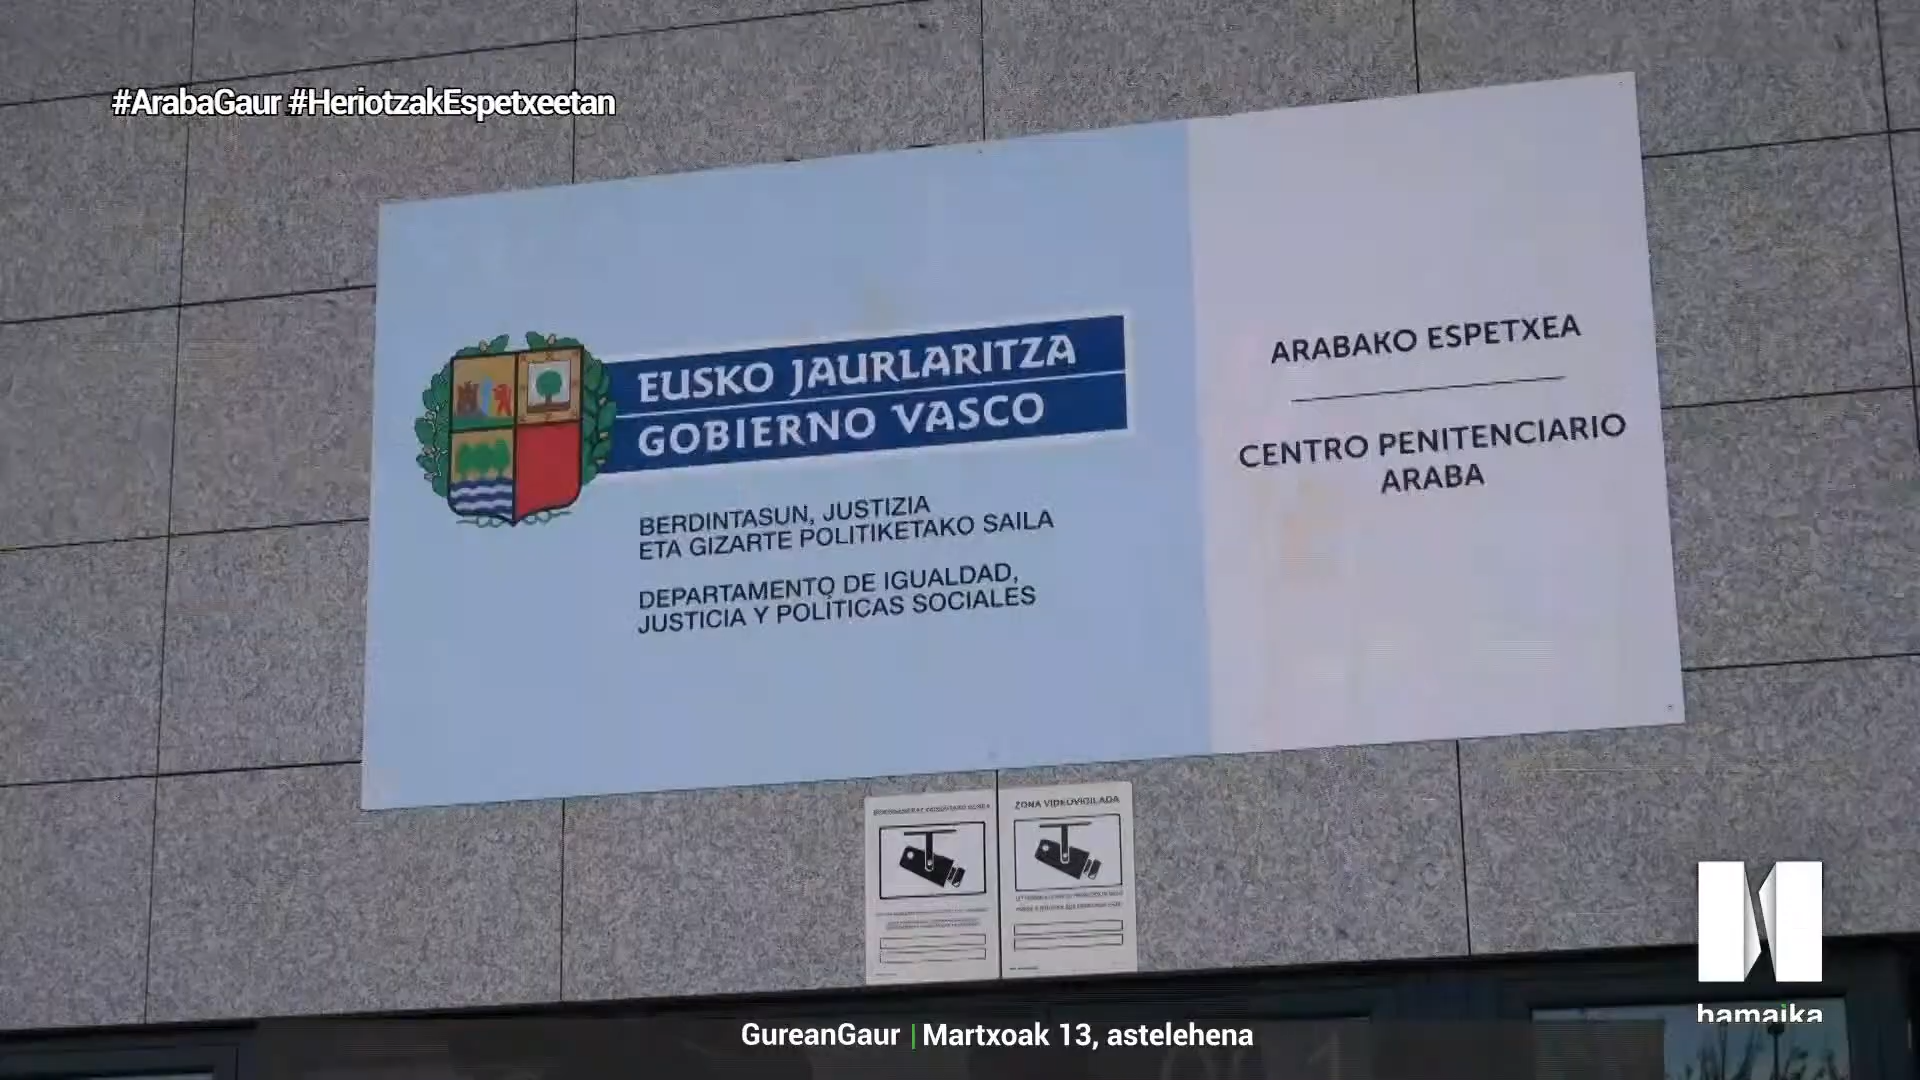 #ArabaGaur #HeriotzakEspetxeetan
EUSKO JAURLARITZA
GOBIERNO VASCO
BERDINTASUN, JUSTIZIA
ETA GIZARTE POLITIKETAKO SAILA
DEPARTAMENTO DE IGUALDAD,
JUSTICIA Y POLÍTICAS SOCIALES
ARABAKO ESPETXEA
CENTRO PENITENCIARIO
ARABA
ZONA VIDEOVIGILADA
hamaika
GureanGaur | Martxoak 13, astelehena